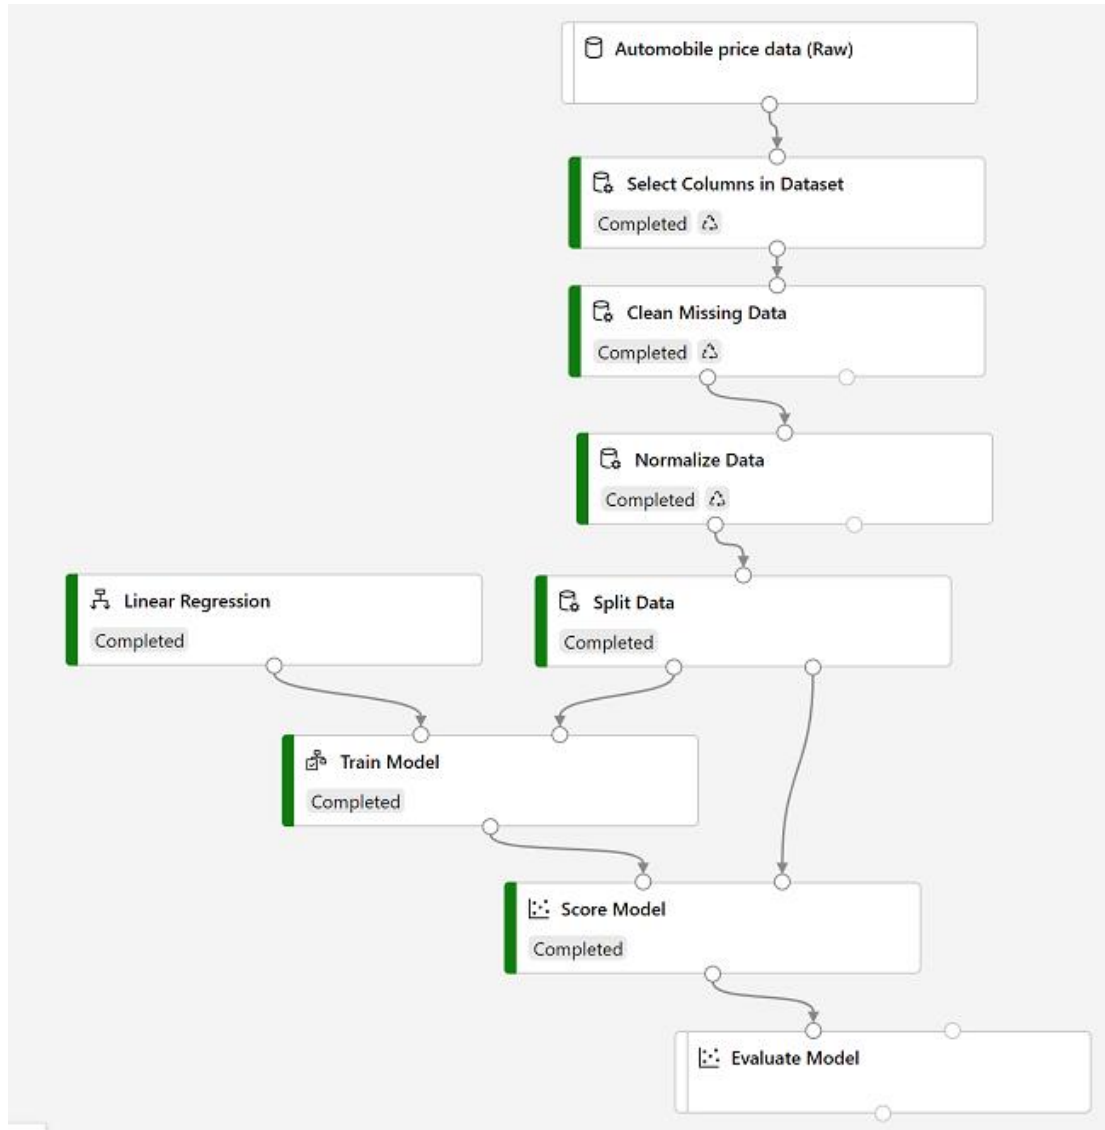 Automobile price data (Raw)
Select Columns in Dataset
Completed
Clean Missing Data
Completed
Normalize Data
Completed
Linear Regression
Completed
Split Data
Completed
Train Model
Completed
Score Model
Completed
Evaluate Model